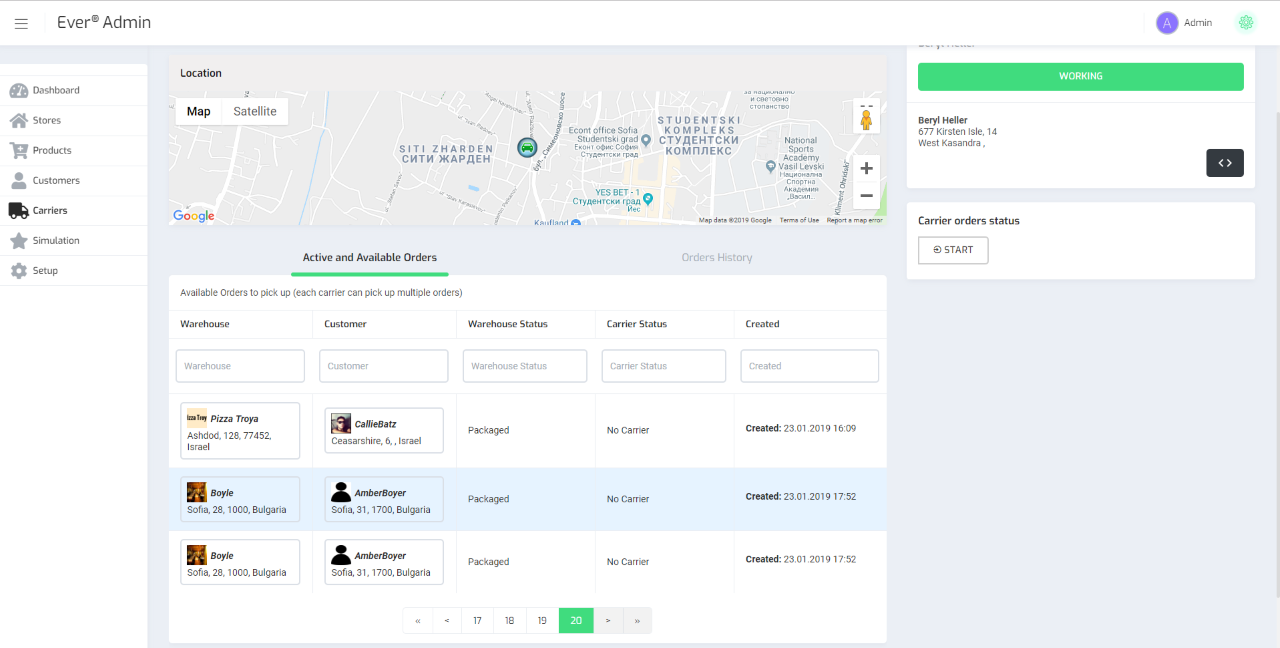 Ever® Admin
A Admin
Dashboard
Stores
Products
Customers
Carriers
Simulation
Setup
Location
Map Satellite
SITI ZHARDEN
СИТИ ЖАРДЕН
бул. „Симеоновско шосе
Econt office Sofia
Studentski grad
Еконт офис София
Студентски град
STUDENTSKI
KOMPLEKS
СТУДЕНТСКИ
КОМПЛЕКС
и световно
стопанство
National
Sports
Academy
Vasil Levski
Национална
Спортна
Академия
„Васил...
Kliment Ohridski
YES BET - 1
Студентски град
Йес
Kaufland
Google
Map data ©2019 Google Terms of Use Report a map error
Beryl Heller
WORKING
Beryl Heller
677 Kirsten Isle, 14
West Kasandra ,
< >
Carrier orders status
START
Active and Available Orders Orders History
Available Orders to pick up (each carrier can pick up multiple orders)
Warehouse Customer Warehouse Status Carrier Status Created
Warehouse Customer Warehouse Status Carrier Status Created
Pizza Troya
Ashdod, 128, 77452,
Israel
CallieBatz
Ceasarshire, 6, , Israel
Packaged
No Carrier
Created: 23.01.2019 16:09
Boyle
Sofia, 28, 1000, Bulgaria
AmberBoyer
Sofia, 31, 1700, Bulgaria
Packaged
No Carrier
Created: 23.01.2019 17:52
Boyle
Sofia, 28, 1000, Bulgaria
AmberBoyer
Sofia, 31, 1700, Bulgaria
Packaged
No Carrier
Created: 23.01.2019 17:52
« < 17 18 19 20 > »